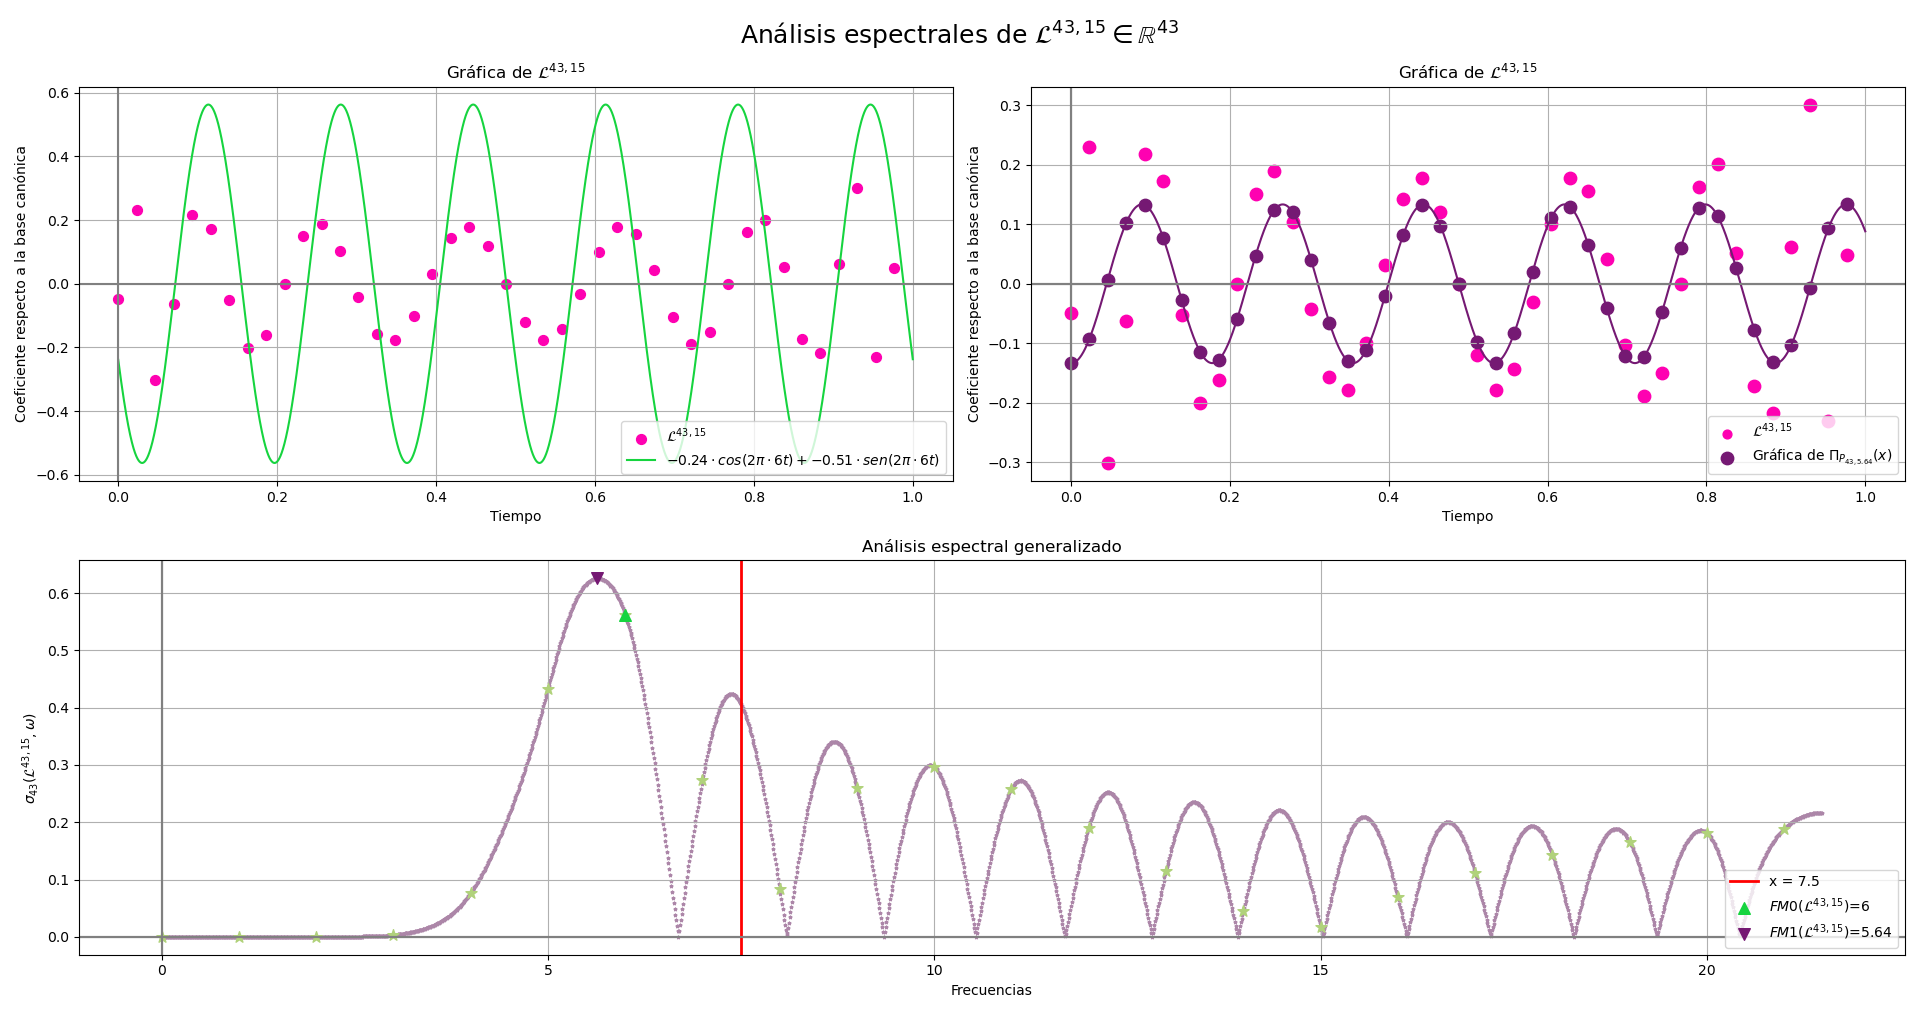 Análisis espectrales de ℒ^{43,15} ∈ ℝ^{43}
Gráfica de ℒ^{43,15}
Coeficiente respecto a la base canónica
0.6
0.4
0.2
0.0
−0.2
−0.4
−0.6
0.0 0.2 0.4 0.6 0.8 1.0
Tiempo
ℒ^{43,15}
−0.24 · cos(2π · 6t) + −0.51 · sen(2π · 6t)
Gráfica de ℒ^{43,15}
Coeficiente respecto a la base canónica
0.3
0.2
0.1
0.0
−0.1
−0.2
−0.3
0.0 0.2 0.4 0.6 0.8 1.0
Tiempo
ℒ^{43,15}
Gráfica de Π_{P_{43,5.64}}(x)
Análisis espectral generalizado
σ_{43}(ℒ^{43,15}, ω)
0.6
0.5
0.4
0.3
0.2
0.1
0.0
0 5 10 15 20
Frecuencias
x = 7.5
FM0(ℒ^{43,15})=6
FM1(ℒ^{43,15})=5.64